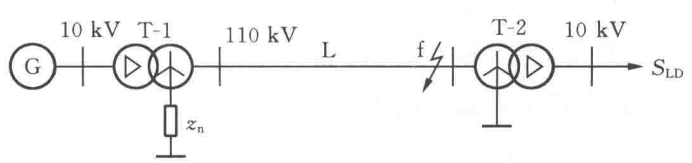 10 kV T-1 110 kV L f T-2 10 kV
G S_LD
z_n